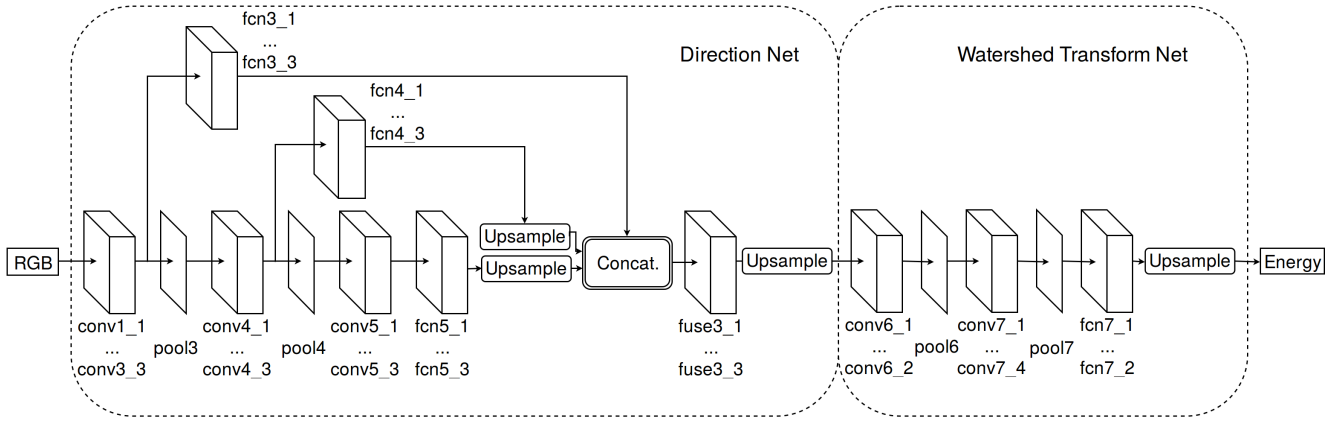 fcn3_1
...
fcn3_3
Direction Net
Watershed Transform Net
fcn4_1
...
fcn4_3
RGB
Upsample
Upsample
Concat.
Upsample
Upsample
Energy
conv1_1
...
conv3_3
pool3
conv4_1
...
conv4_3
pool4
conv5_1
...
conv5_3
fcn5_1
...
fcn5_3
fuse3_1
...
fuse3_3
conv6_1
...
conv6_2
pool6
conv7_1
...
conv7_4
pool7
fcn7_1
...
fcn7_2